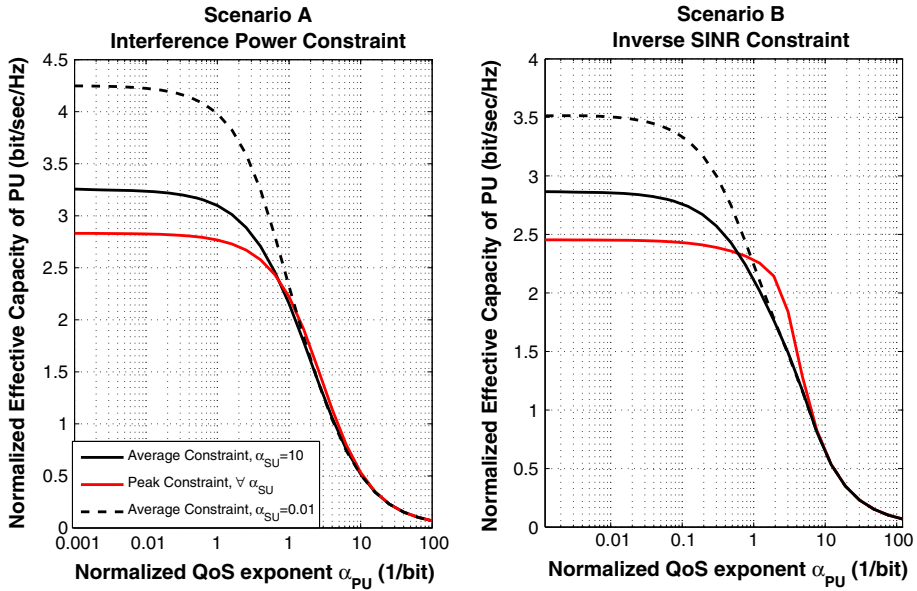 Scenario A
Interference Power Constraint
Normalized Effective Capacity of PU (bit/sec/Hz)
4.5
4
3.5
3
2.5
2
1.5
1
0.5
0
Average Constraint, α_SU=10
Peak Constraint, ∀ α_SU
Average Constraint, α_SU=0.01
0.001 0.01 0.1 1 10 100
Normalized QoS exponent α_PU (1/bit)
Scenario B
Inverse SINR Constraint
Normalized Effective Capacity of PU (bit/sec/Hz)
4
3.5
3
2.5
2
1.5
1
0.5
0
0.01 0.1 1 10 100
Normalized QoS exponent α_PU (1/bit)